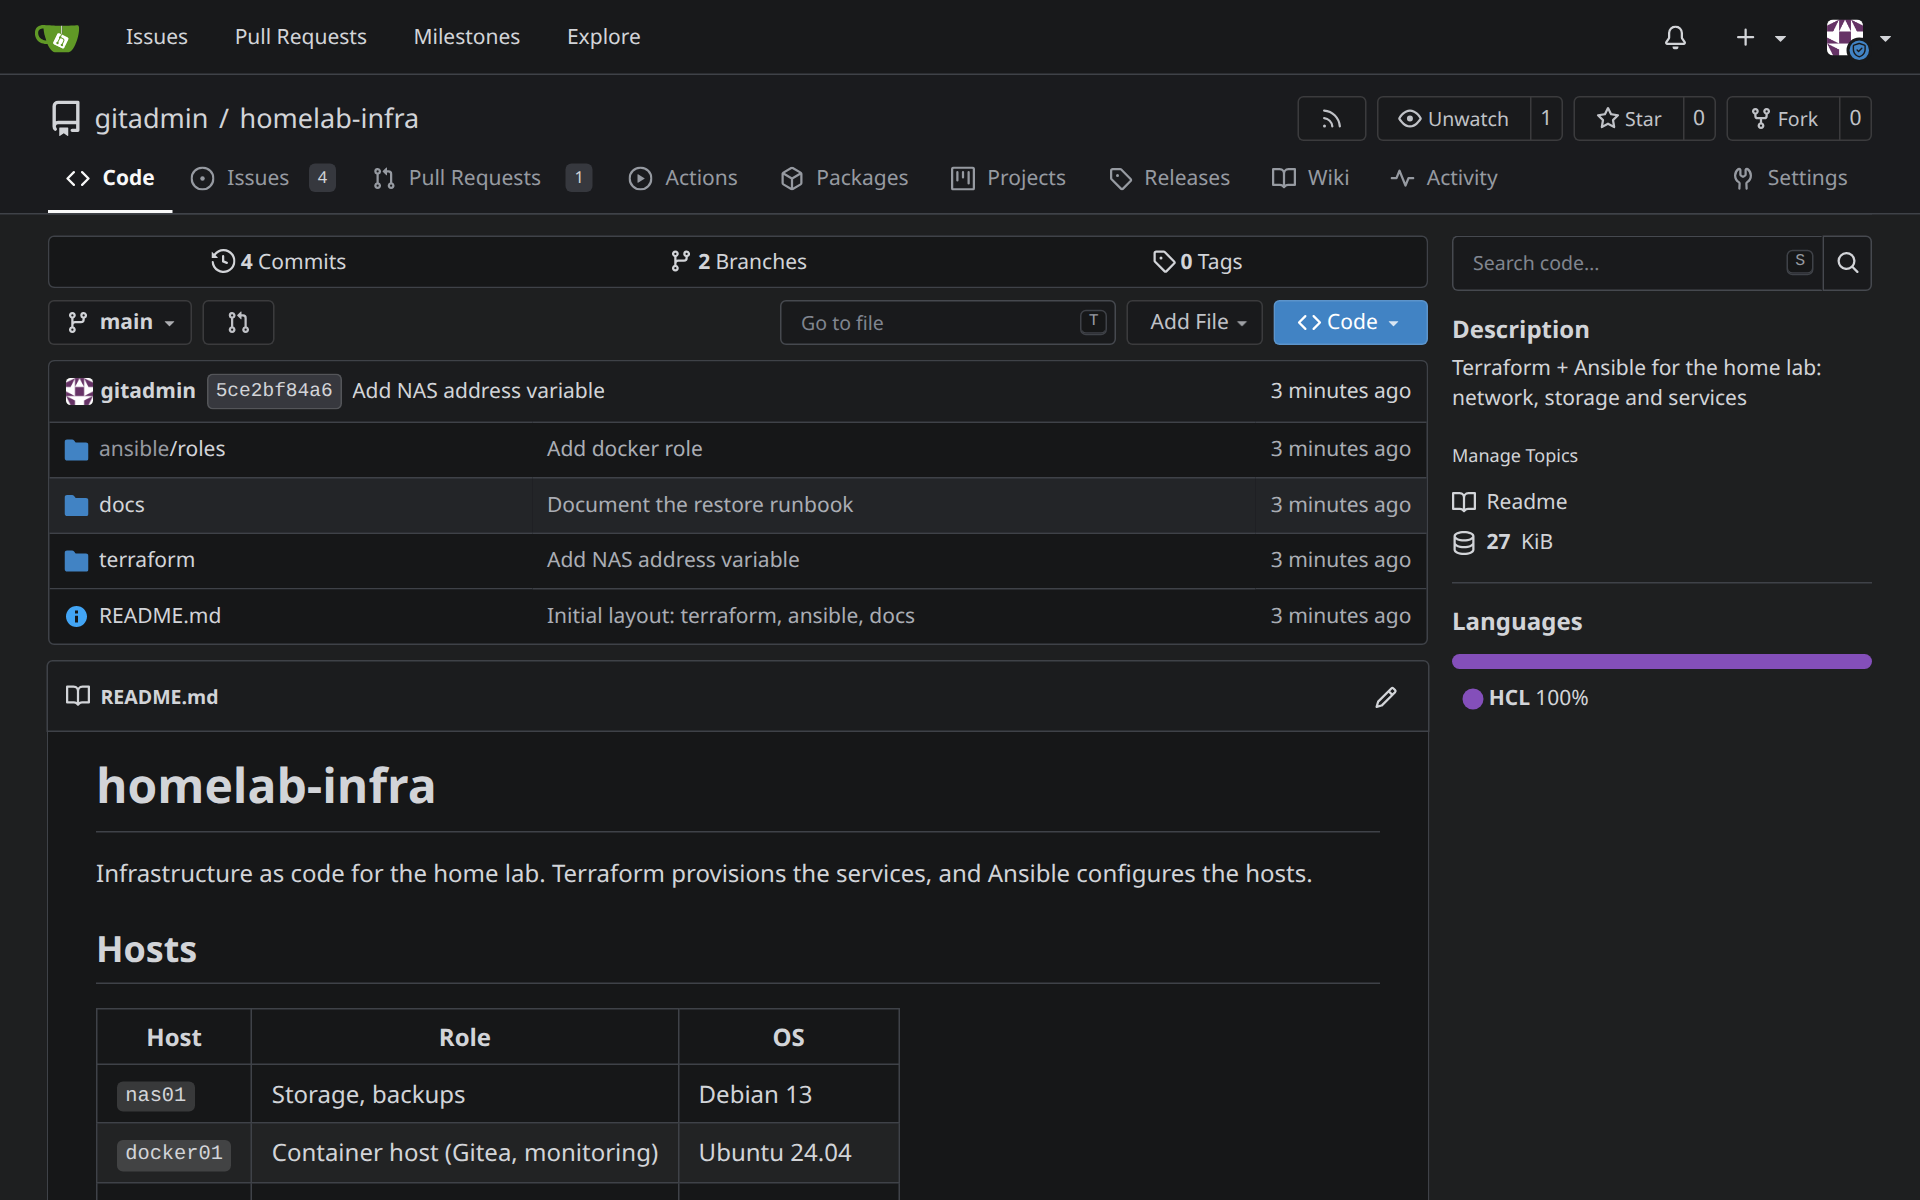 Issues Pull Requests Milestones Explore
gitadmin / homelab-infra
Unwatch 1 Star 0 Fork 0
Code Issues 4 Pull Requests 1 Actions Packages Projects Releases Wiki Activity Settings
4 Commits 2 Branches 0 Tags
Search code... S
main Go to file T Add File Code
Description
Terraform + Ansible for the home lab:
network, storage and services
Manage Topics
Readme
27 KiB
Languages
HCL 100%
gitadmin 5ce2bf84a6 Add NAS address variable 3 minutes ago
ansible/roles Add docker role 3 minutes ago
docs Document the restore runbook 3 minutes ago
terraform Add NAS address variable 3 minutes ago
README.md Initial layout: terraform, ansible, docs 3 minutes ago
README.md
homelab-infra
Infrastructure as code for the home lab. Terraform provisions the services, and Ansible configures the hosts.
Hosts
Host Role OS
nas01 Storage, backups Debian 13
docker01 Container host (Gitea, monitoring) Ubuntu 24.04